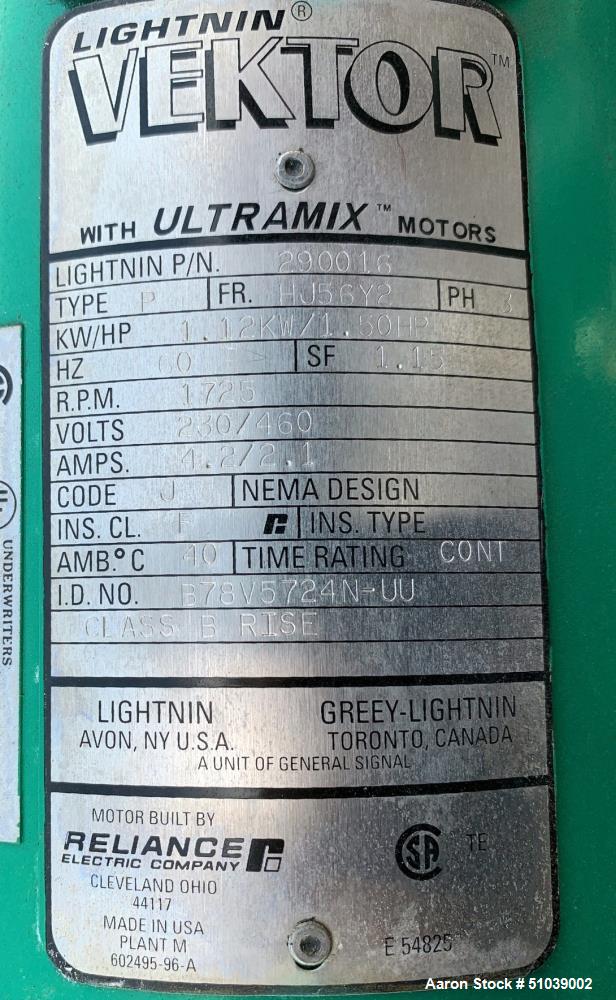 LIGHTNIN®
VEKTOR™
WITH ULTRAMIX™ MOTORS
LIGHTNIN P/N. 290016
TYPE P FR. HJ56Y2 PH 3
KW/HP 1.12KW/1.50HP
HZ 60 SF 1.15
R.P.M. 1725
VOLTS 230/460
AMPS. 4.2/2.1
CODE J NEMA DESIGN
INS. CL. F INS. TYPE
AMB.°C 40 TIME RATING CONT
I.D. NO. B78V5724N-UU
CLASS B RISE
LIGHTNIN GREEY-LIGHTNIN
AVON, NY U.S.A. TORONTO, CANADA
A UNIT OF GENERAL SIGNAL
MOTOR BUILT BY
RELIANCE
ELECTRIC COMPANY
CLEVELAND OHIO
44117
MADE IN USA
PLANT M
602495-96-A
SA TE
E 54825
UNDERWRITERS
Aaron Stock # 51039002